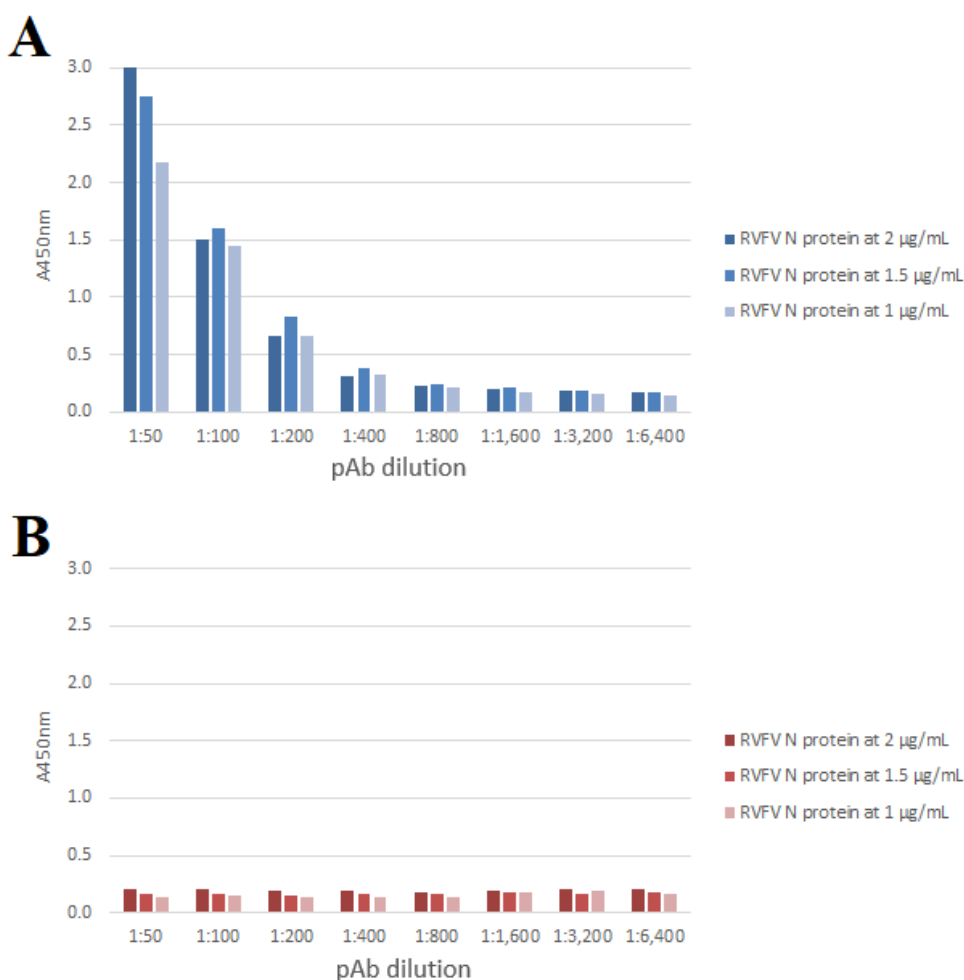 A
3.0
2.5
2.0
1.5
1.0
0.5
0.0
A450nm
1:50 1:100 1:200 1:400 1:800 1:1,600 1:3,200 1:6,400
pAb dilution
RVFV N protein at 2 µg/mL
RVFV N protein at 1.5 µg/mL
RVFV N protein at 1 µg/mL
B
3.0
2.5
2.0
1.5
1.0
0.5
0.0
A450nm
1:50 1:100 1:200 1:400 1:800 1:1,600 1:3,200 1:6,400
pAb dilution
RVFV N protein at 2 µg/mL
RVFV N protein at 1.5 µg/mL
RVFV N protein at 1 µg/mL